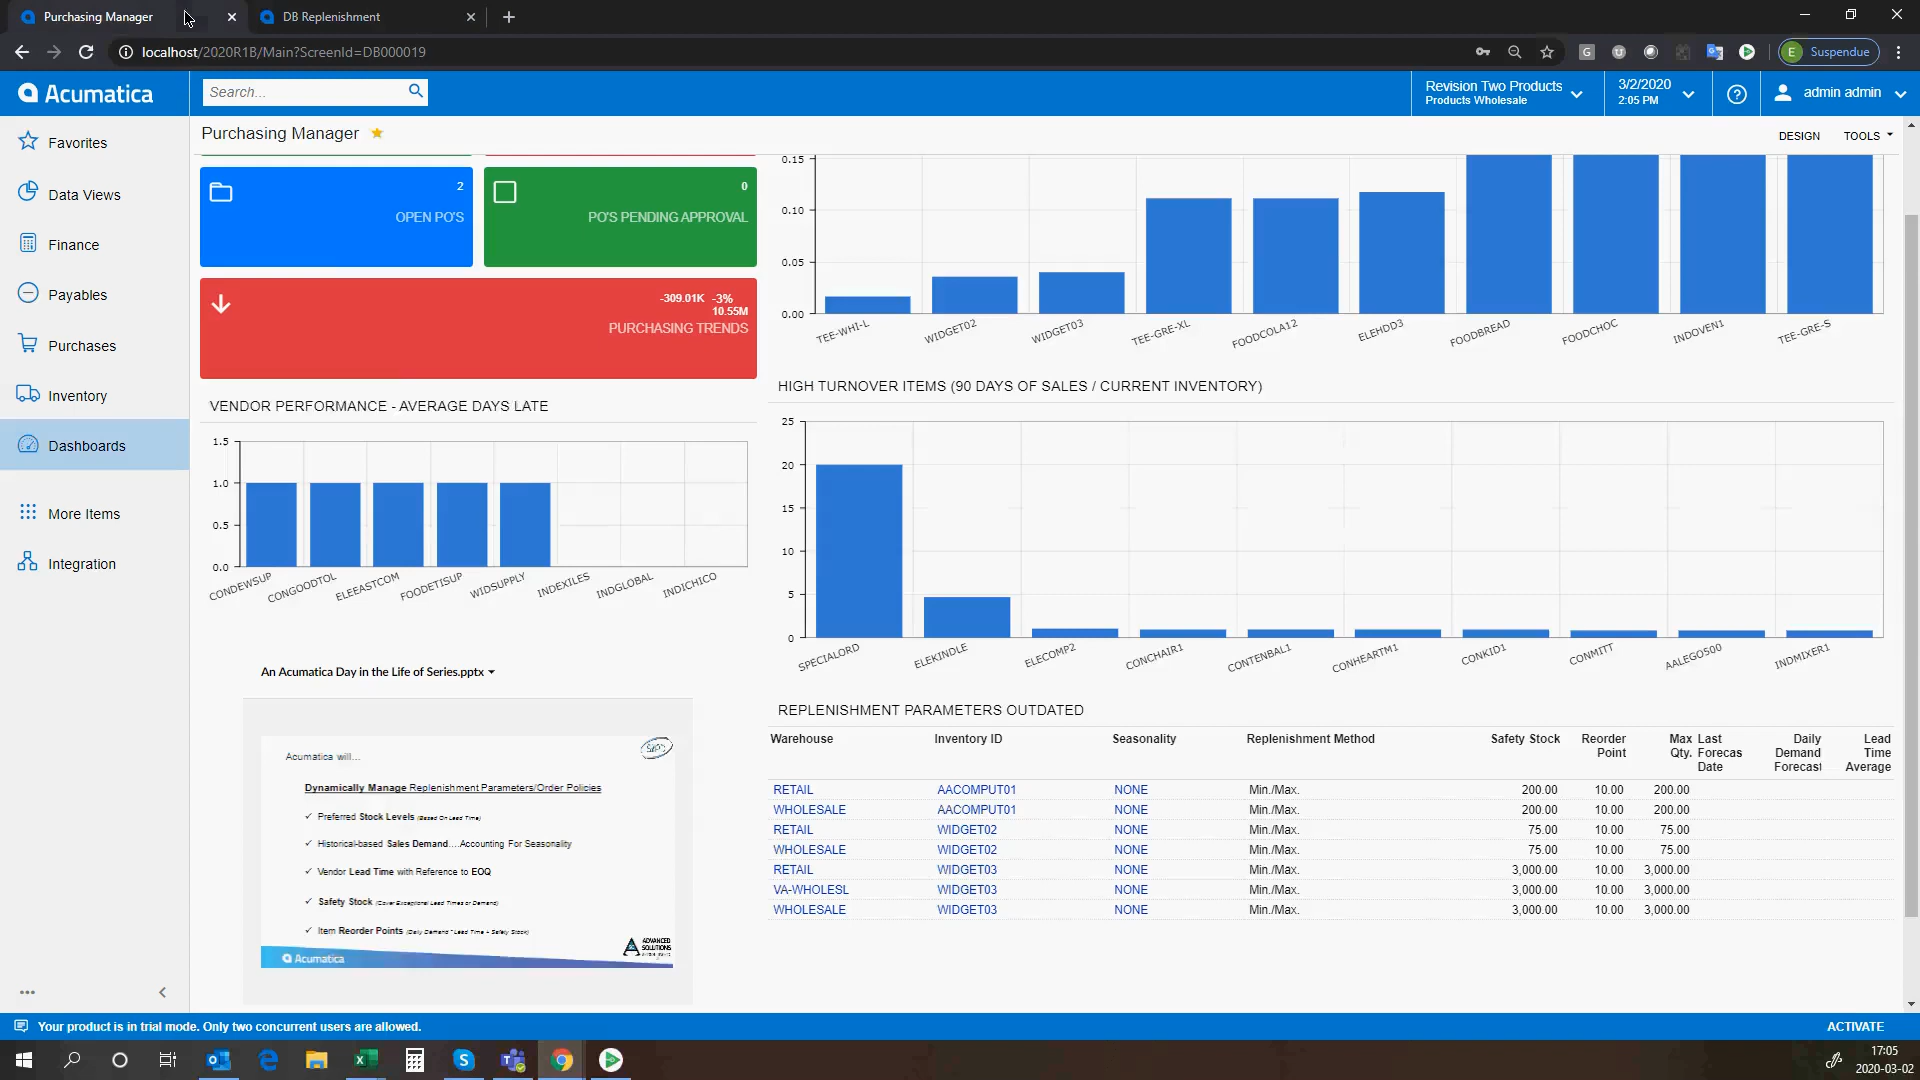 Purchasing Manager
DB Replenishment
localhost/2020R1B/Main?ScreenId=DB000019
E Suspendue
Acumatica
Search...
Revision Two Products
Products Wholesale
3/2/2020
2:05 PM
admin admin
Favorites
Data Views
Finance
Payables
Purchases
Inventory
Dashboards
More Items
Integration
Purchasing Manager
DESIGN
TOOLS
2
OPEN PO'S
0
PO'S PENDING APPROVAL
-309.01K -3%
10.55M
PURCHASING TRENDS
0.15
0.10
0.05
0.00
TEE-WHI-L
WIDGET02
WIDGET03
TEE-GRE-XL
FOODCOLA12
ELEHDD3
FOODBREAD
FOODCHOC
INDOVEN1
TEE-GRE-S
VENDOR PERFORMANCE - AVERAGE DAYS LATE
1.5
1.0
0.5
0.0
CONDEWSUP
CONGOODTOL
ELEEASTCOM
FOODETISUP
WIDSUPPLY
INDEXILES
INDGLOBAL
INDICHICO
HIGH TURNOVER ITEMS (90 DAYS OF SALES / CURRENT INVENTORY)
25
20
15
10
5
0
SPECIALORD
ELEKINDLE
ELECOMP2
CONCHAIR1
CONTENBAL1
CONHEARTM1
CONKID1
CONMITT
AALEGO500
INDMIXER1
An Acumatica Day in the Life of Series.pptx
Acumatica will...
Dynamically Manage Replenishment Parameters/Order Policies
✓ Preferred Stock Levels (Based On Lead Time)
✓ Historical-based Sales Demand....Accounting For Seasonality
✓ Vendor Lead Time with Reference to EOQ
✓ Safety Stock (Cover Exceptional Lead Times or Demand)
✓ Item Reorder Points (Daily Demand * Lead Time + Safety Stock)
Acumatica
ADVANCED
SOLUTIONS
REPLENISHMENT PARAMETERS OUTDATED
Warehouse Inventory ID Seasonality Replenishment Method Safety Stock Reorder Point Max Qty. Last Forecas Date Daily Demand Forecast Lead Time Average
RETAIL AACOMPUT01 NONE Min./Max. 200.00 10.00 200.00
WHOLESALE AACOMPUT01 NONE Min./Max. 200.00 10.00 200.00
RETAIL WIDGET02 NONE Min./Max. 75.00 10.00 75.00
WHOLESALE WIDGET02 NONE Min./Max. 75.00 10.00 75.00
RETAIL WIDGET03 NONE Min./Max. 3,000.00 10.00 3,000.00
VA-WHOLESL WIDGET03 NONE Min./Max. 3,000.00 10.00 3,000.00
WHOLESALE WIDGET03 NONE Min./Max. 3,000.00 10.00 3,000.00
Your product is in trial mode. Only two concurrent users are allowed.
ACTIVATE
17:05
2020-03-02